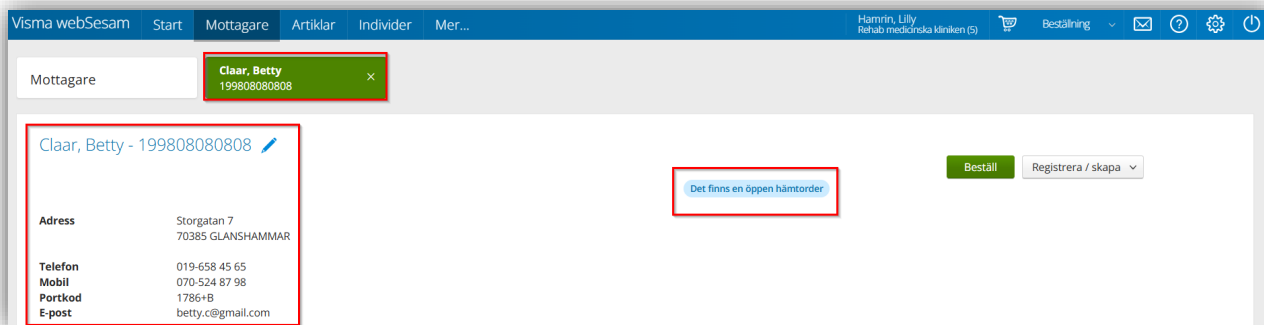 Visma webSesam Start Mottagare Artiklar Individer Mer...
Hamrin, Lilly
Rehab medicinska kliniken (5)
Beställning
Mottagare
Claar, Betty
199808080808
Claar, Betty - 199808080808
Beställ
Registrera / skapa
Det finns en öppen hämtorder
Adress Storgatan 7
70385 GLANSHAMMAR
Telefon 019-658 45 65
Mobil 070-524 87 98
Portkod 1786+B
E-post betty.c@gmail.com